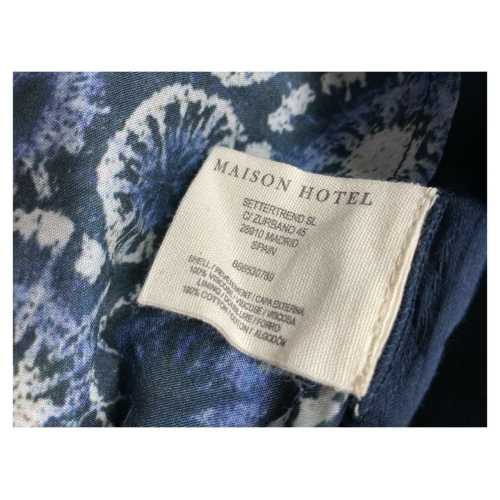 MAISON HOTEL
SETTERTREND SL
C/ ZURBANO 45
28010 MADRID
SPAIN
B86530789
SHELL / REVETEMENT / CAPA EXTERNA
100% VISCOSE / VISCOSE / VISCOSA
LINING / DOUBLURE / FORRO
100% COTTON / COTON / ALGODÓN